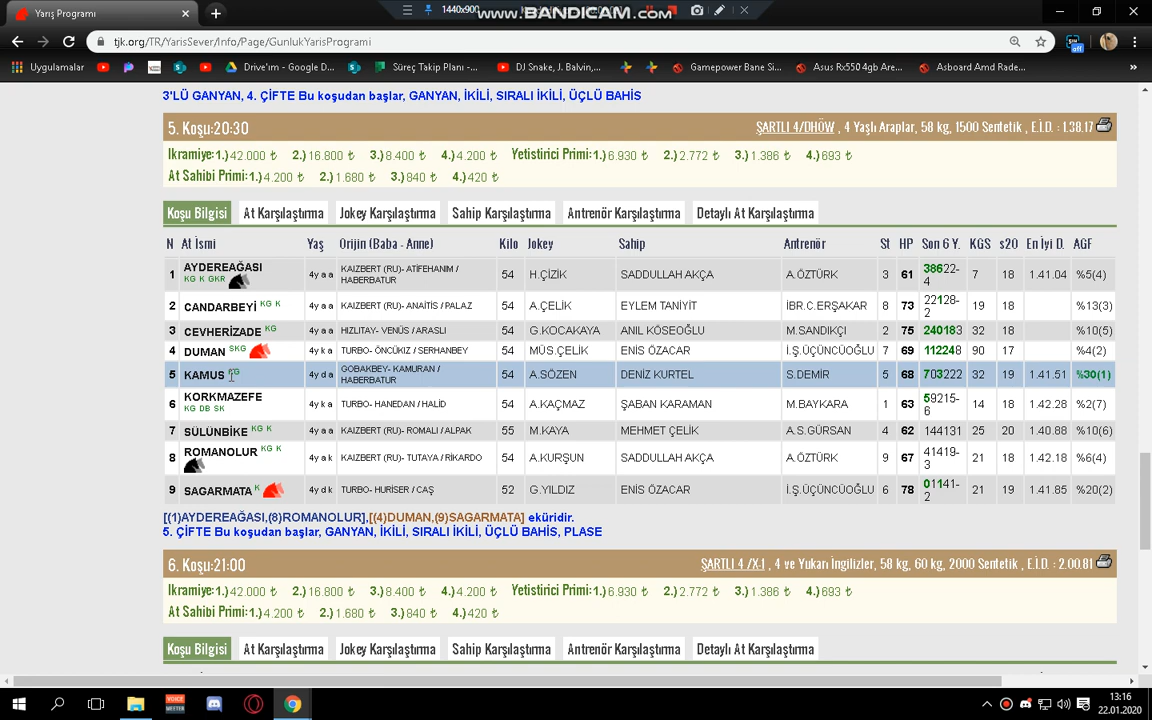 Yarış Programı
1440x900
www.BANDICAM.com
tjk.org/TR/YarisSever/Info/Page/GunlukYarisProgrami
Uygulamalar
Drive'ım - Google D...
Süreç Takip Planı -...
DJ Snake, J. Balvin,...
Gamepower Bane Si...
Asus Rx550 4gb Are...
Asboard Amd Rade...
»
3'LÜ GANYAN, 4. ÇİFTE Bu koşudan başlar, GANYAN, İKİLİ, SIRALI İKİLİ, ÜÇLÜ BAHİS
5. Koşu:20:30 ŞARTLI 4/DHÖW , 4 Yaşlı Araplar, 58 kg, 1500 Sentetik , E.İ.D. : 1.38.17
İkramiye:1.)42.000 ₺ 2.)16.800 ₺ 3.)8.400 ₺ 4.)4.200 ₺ Yetistirici Primi:1.)6.930 ₺ 2.)2.772 ₺ 3.)1.386 ₺ 4.)693 ₺
At Sahibi Primi:1.)4.200 ₺ 2.)1.680 ₺ 3.)840 ₺ 4.)420 ₺
Koşu Bilgisi At Karşılaştırma Jokey Karşılaştırma Sahip Karşılaştırma Antrenör Karşılaştırma Detaylı At Karşılaştırma
N At İsmi Yaş Orijin (Baba - Anne) Kilo Jokey Sahip Antrenör St HP Son 6 Y. KGS s20 En İyi D. AGF
1 AYDEREAĞASI KG K GKR 4y a a KAIZBERT (RU)- ATİFEHANIM / HABERBATUR 54 H.ÇİZİK SADDULLAH AKÇA A.ÖZTÜRK 3 61 38622-4 7 18 1.41.04 %5(4)
2 CANDARBEYİ KG K 4y a a KAIZBERT (RU)- ANAİTİS / PALAZ 54 A.ÇELİK EYLEM TANİYİT İBR.C.ERŞAKAR 8 73 22128-2 19 18 %13(3)
3 CEVHERİZADE KG 4y a a HIZLITAY- VENÜS / ARASLI 54 G.KOCAKAYA ANIL KÖSEOĞLU M.SANDIKÇI 2 75 240183 32 18 %10(5)
4 DUMAN SKG 4y k a TURBO- ÖNCÜKIZ / SERHANBEY 54 MÜS.ÇELİK ENİS ÖZACAR İ.Ş.ÜÇÜNCÜOĞLU 7 69 112248 90 17 %4(2)
5 KAMUS KG 4y d a GOBAKBEY- KAMURAN / HABERBATUR 54 A.SÖZEN DENİZ KURTEL S.DEMİR 5 68 703222 32 19 1.41.51 %30(1)
6 KORKMAZEFE KG DB SK 4y k a TURBO- HANEDAN / HALİD 54 A.KAÇMAZ ŞABAN KARAMAN M.BAYKARA 1 63 59215-6 14 18 1.42.28 %2(7)
7 SÜLÜNBİKE KG K 4y a a KAIZBERT (RU)- ROMALI / ALPAK 55 M.KAYA MEHMET ÇELİK A.S.GÜRSAN 4 62 144131 25 20 1.40.88 %10(6)
8 ROMANOLUR KG K 4y a k KAIZBERT (RU)- TUTAYA / RİKARDO 54 A.KURŞUN SADDULLAH AKÇA A.ÖZTÜRK 9 67 41419-3 21 18 1.42.18 %6(4)
9 SAGARMATA K 4y d k TURBO- HURİSER / CAŞ 52 G.YILDIZ ENİS ÖZACAR İ.Ş.ÜÇÜNCÜOĞLU 6 78 01141-2 21 19 1.41.85 %20(2)
[(1)AYDEREAĞASI,(8)ROMANOLUR],[(4)DUMAN,(9)SAGARMATA] eküridir.
5. ÇİFTE Bu koşudan başlar, GANYAN, İKİLİ, SIRALI İKİLİ, ÜÇLÜ BAHİS, PLASE
6. Koşu:21:00 ŞARTLI 4 /X-1 , 4 ve Yukarı İngilizler, 58 kg, 60 kg, 2000 Sentetik , E.İ.D. : 2.00.81
İkramiye:1.)42.000 ₺ 2.)16.800 ₺ 3.)8.400 ₺ 4.)4.200 ₺ Yetistirici Primi:1.)6.930 ₺ 2.)2.772 ₺ 3.)1.386 ₺ 4.)693 ₺
At Sahibi Primi:1.)4.200 ₺ 2.)1.680 ₺ 3.)840 ₺ 4.)420 ₺
Koşu Bilgisi At Karşılaştırma Jokey Karşılaştırma Sahip Karşılaştırma Antrenör Karşılaştırma Detaylı At Karşılaştırma
VOICE MEETER
13:16
22.01.2020